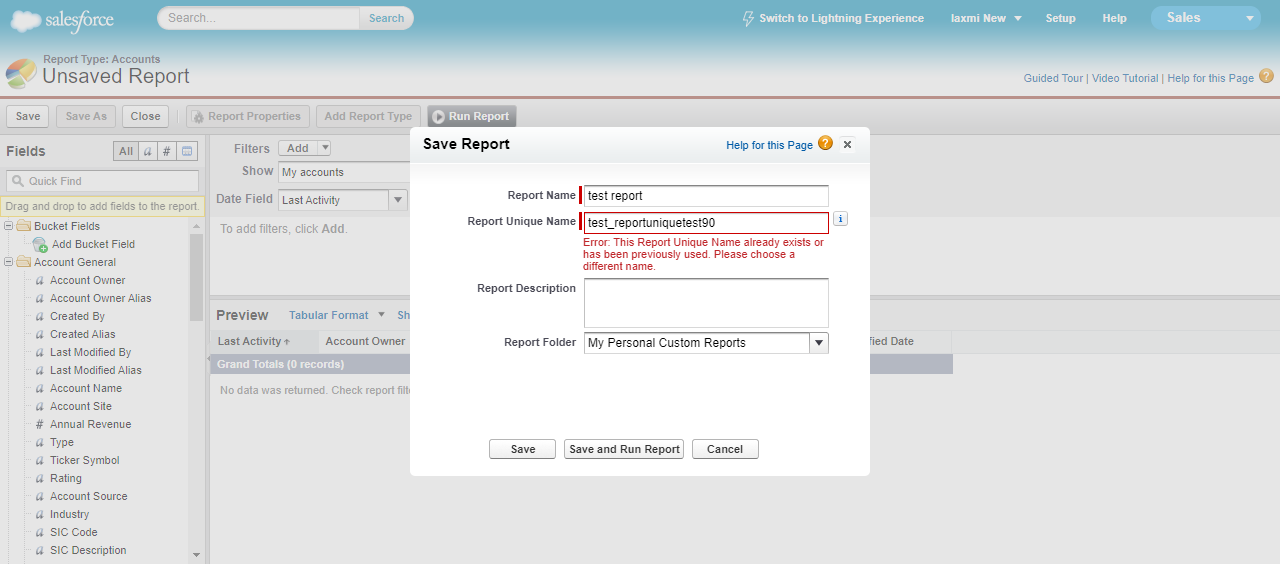 salesforce
Search...
Search
Switch to Lightning Experience
laxmi New
Setup
Help
Sales
Report Type: Accounts
Unsaved Report
Guided Tour | Video Tutorial | Help for this Page
Save
Save As
Close
Report Properties
Add Report Type
Run Report
Fields
All
a
#
Quick Find
Drag and drop to add fields to the report.
Bucket Fields
Add Bucket Field
Account General
a Account Owner
a Account Owner Alias
a Created By
a Created Alias
a Last Modified By
a Last Modified Alias
a Account Name
a Account Site
# Annual Revenue
a Type
a Ticker Symbol
a Rating
a Account Source
a Industry
a SIC Code
a SIC Description
Filters
Add
Show
My accounts
Date Field
Last Activity
To add filters, click Add.
Preview
Tabular Format
Sh
Last Activity
Account Owner
fied Date
Grand Totals (0 records)
No data was returned. Check report filte
Save Report
Help for this Page
Report Name
test report
Report Unique Name
test_reportuniquetest90
Error: This Report Unique Name already exists or
has been previously used. Please choose a
different name.
Report Description
Report Folder
My Personal Custom Reports
Save
Save and Run Report
Cancel